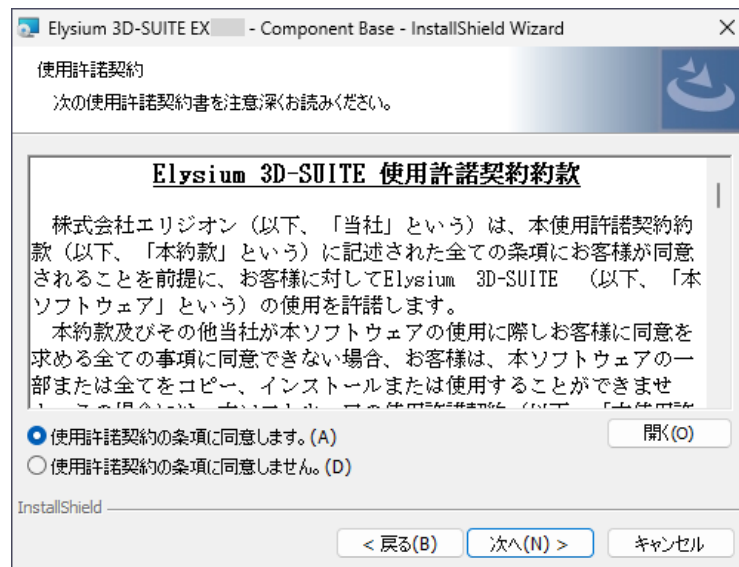 Elysium 3D-SUITE EX - Component Base - InstallShield Wizard
使用許諾契約
次の使用許諾契約書を注意深くお読みください。
Elysium 3D-SUITE 使用許諾契約約款
株式会社エリジオン（以下、「当社」という）は、本使用許諾契約約
款（以下、「本約款」という）に記述された全ての条項にお客様が同意
されることを前提に、お客様に対してElysium 3D-SUITE （以下、「本
ソフトウェア」という）の使用を許諾します。
本約款及びその他当社が本ソフトウェアの使用に際しお客様に同意を
求める全ての事項に同意できない場合、お客様は、本ソフトウェアの一
部または全てをコピー、インストールまたは使用することができませ
使用許諾契約の条項に同意します。(A)
開く(O)
使用許諾契約の条項に同意しません。(D)
InstallShield
< 戻る(B)
次へ(N) >
キャンセル